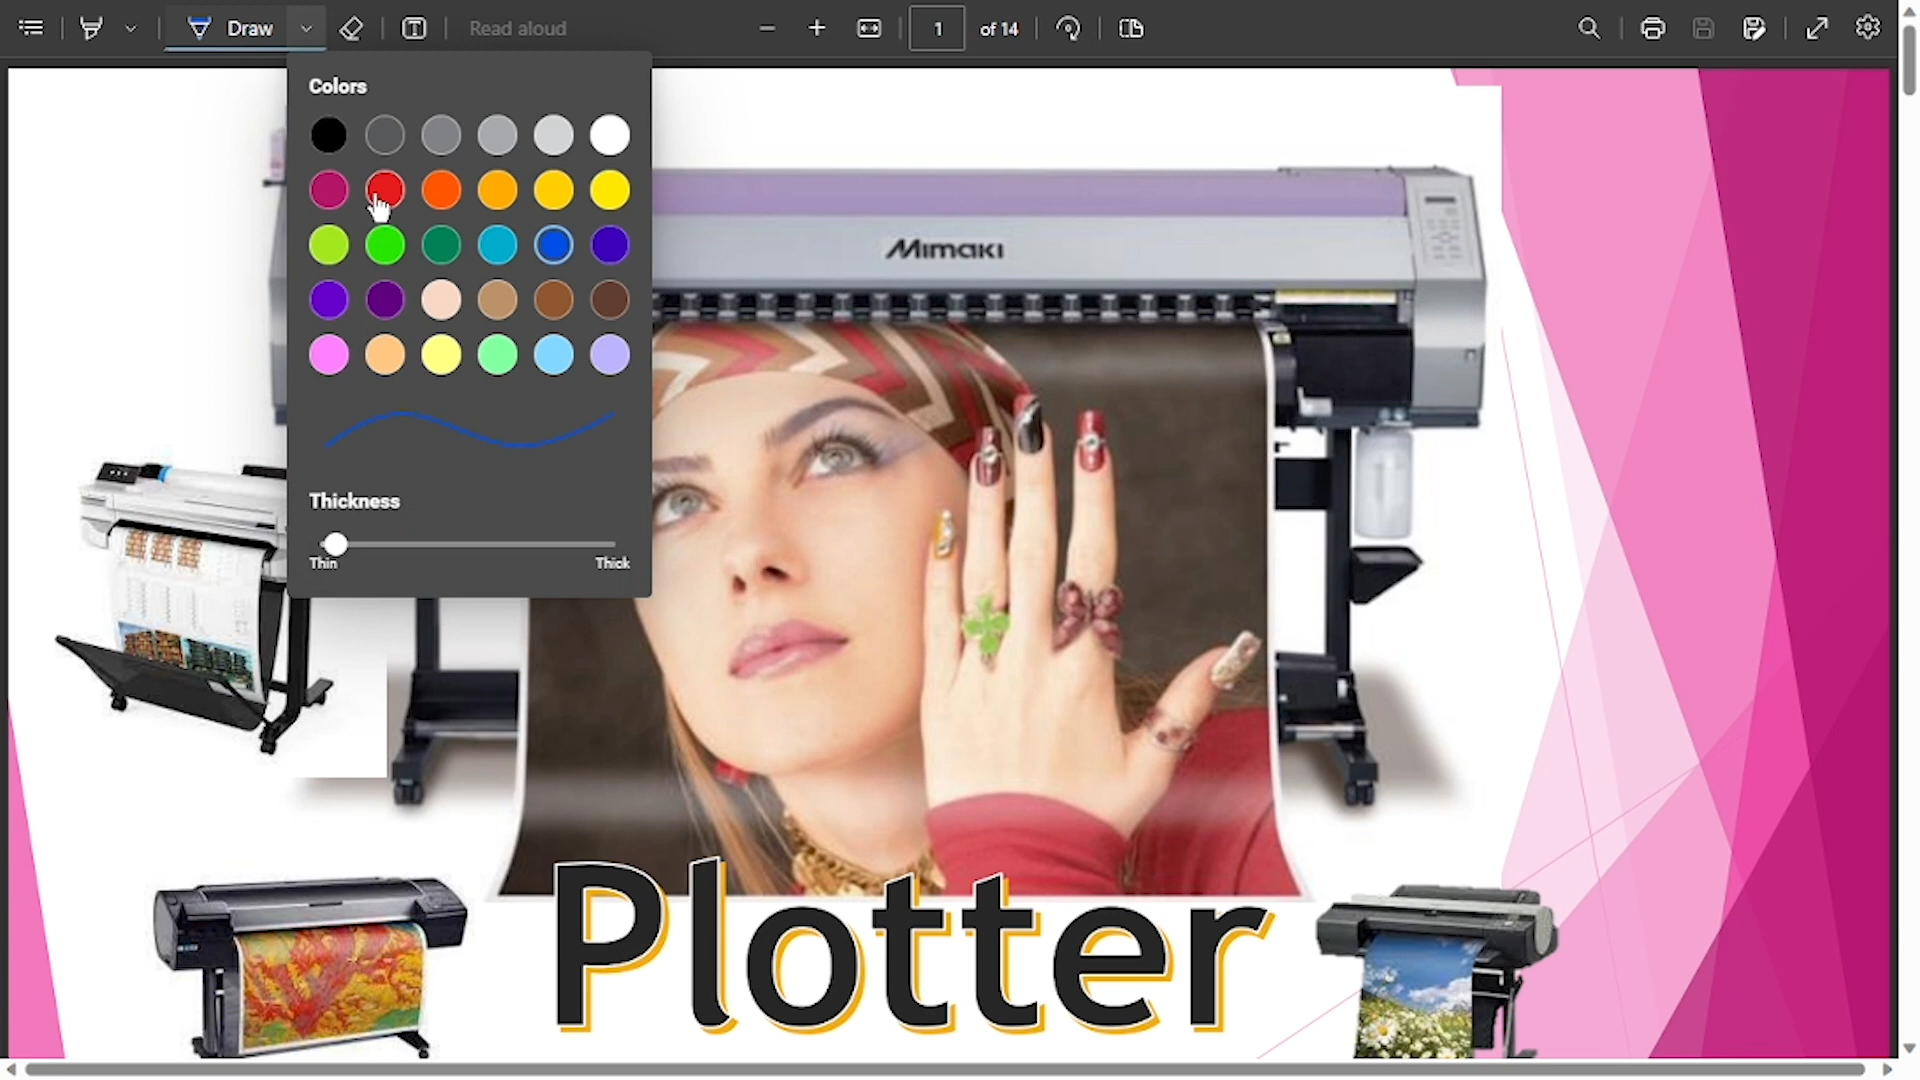 Draw
Read aloud
1
of 14
Colors
Thickness
Thin
Thick
Mimaki
Plotter